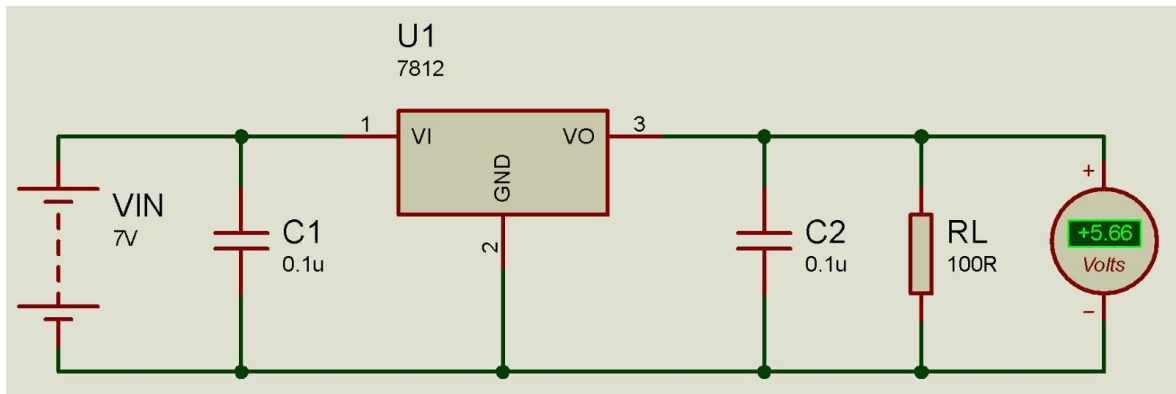 U1
7812
1
VI
VO
3
GND
2
VIN
7V
C1
0.1u
C2
0.1u
RL
100R
+
+5.66
Volts
−